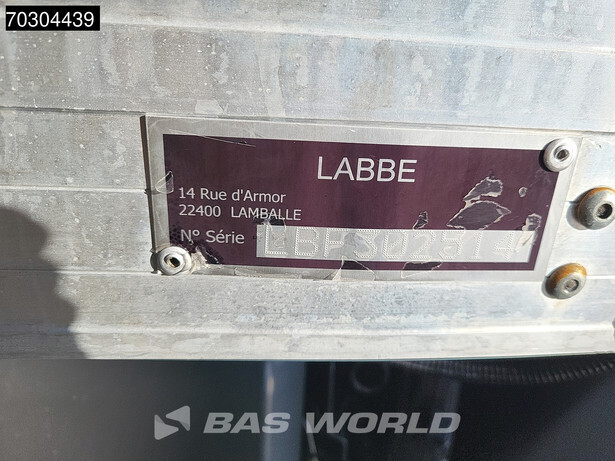 70304439
LABBE
14 Rue d'Armor
22400 LAMBALLE
N° Série
BAS WORLD